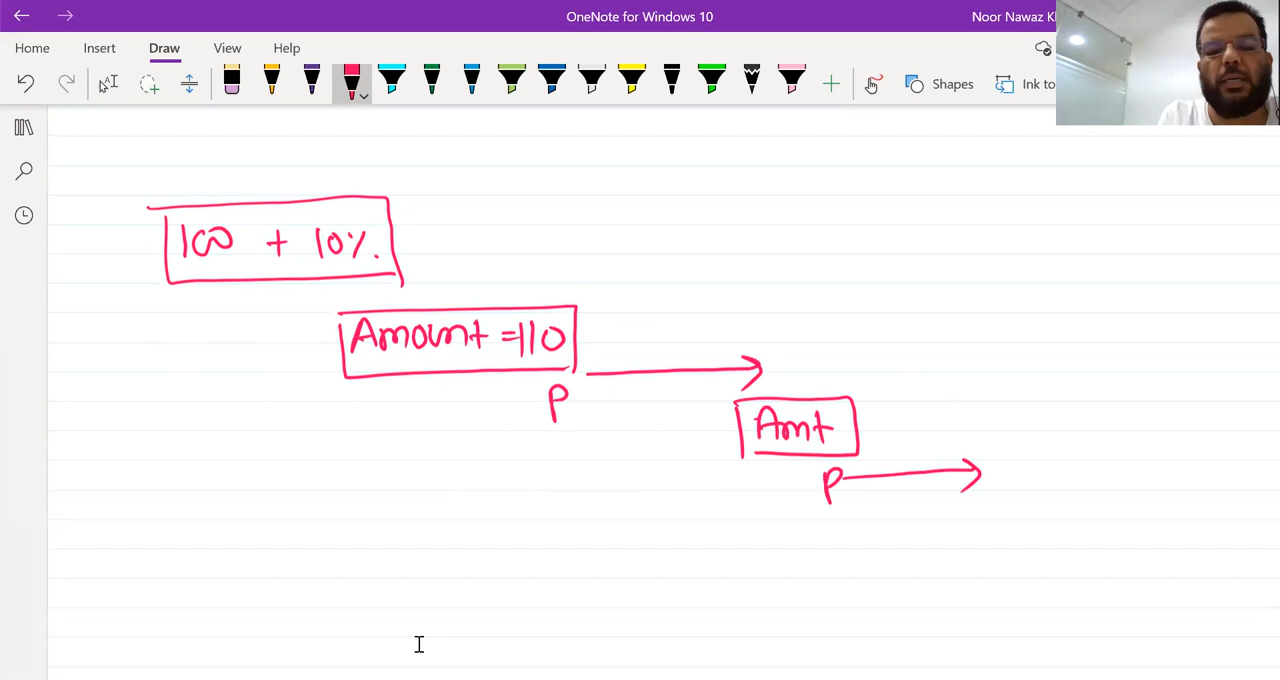 OneNote for Windows 10
Noor Nawaz Kh
Home Insert Draw View Help
Shapes Ink to
100 + 10%.
Amount = 110
P
Amt
P